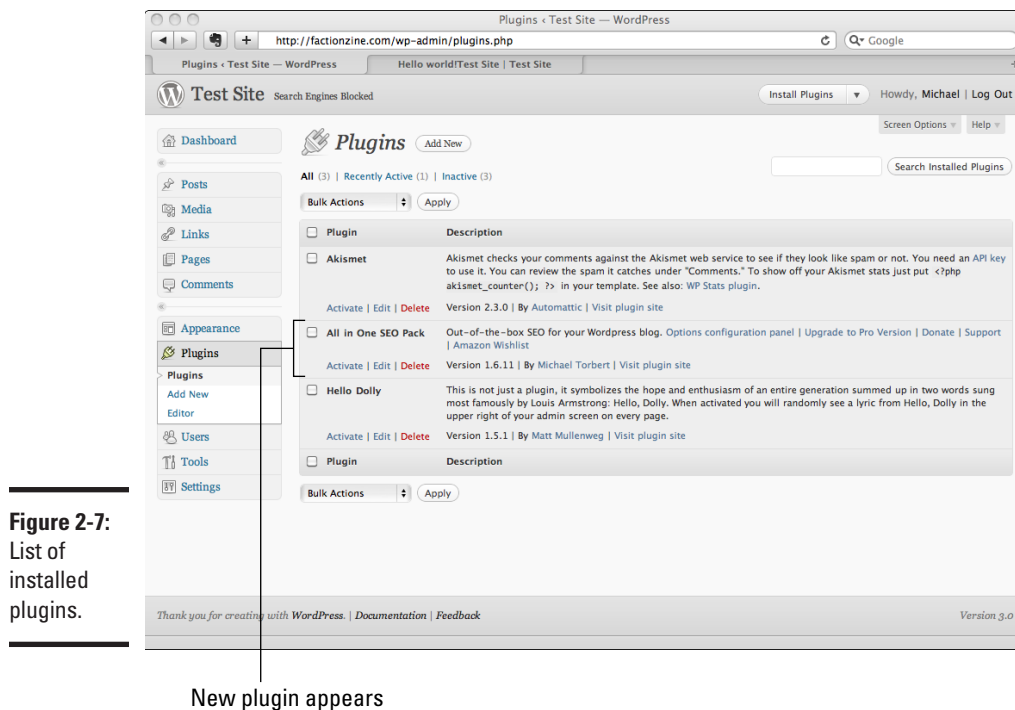 Plugins ‹ Test Site — WordPress
http://factionzine.com/wp-admin/plugins.php
Google
Plugins ‹ Test Site — WordPress
Hello world!Test Site | Test Site
Test Site Search Engines Blocked
Install Plugins
Howdy, Michael | Log Out
Screen Options
Help
Dashboard
Posts
Media
Links
Pages
Comments
Appearance
Plugins
Plugins
Add New
Editor
Users
Tools
Settings
Plugins Add New
Search Installed Plugins
All (3) | Recently Active (1) | Inactive (3)
Bulk Actions Apply
Plugin Description
Akismet Akismet checks your comments against the Akismet web service to see if they look like spam or not. You need an API key
to use it. You can review the spam it catches under "Comments." To show off your Akismet stats just put <?php
akismet_counter(); ?> in your template. See also: WP Stats plugin.
Activate | Edit | Delete Version 2.3.0 | By Automattic | Visit plugin site
All in One SEO Pack Out-of-the-box SEO for your Wordpress blog. Options configuration panel | Upgrade to Pro Version | Donate | Support
| Amazon Wishlist
Activate | Edit | Delete Version 1.6.11 | By Michael Torbert | Visit plugin site
Hello Dolly This is not just a plugin, it symbolizes the hope and enthusiasm of an entire generation summed up in two words sung
most famously by Louis Armstrong: Hello, Dolly. When activated you will randomly see a lyric from Hello, Dolly in the
upper right of your admin screen on every page.
Activate | Edit | Delete Version 1.5.1 | By Matt Mullenweg | Visit plugin site
Plugin Description
Bulk Actions Apply
Thank you for creating with WordPress. | Documentation | Feedback
Version 3.0
Figure 2-7:
List of
installed
plugins.
New plugin appears